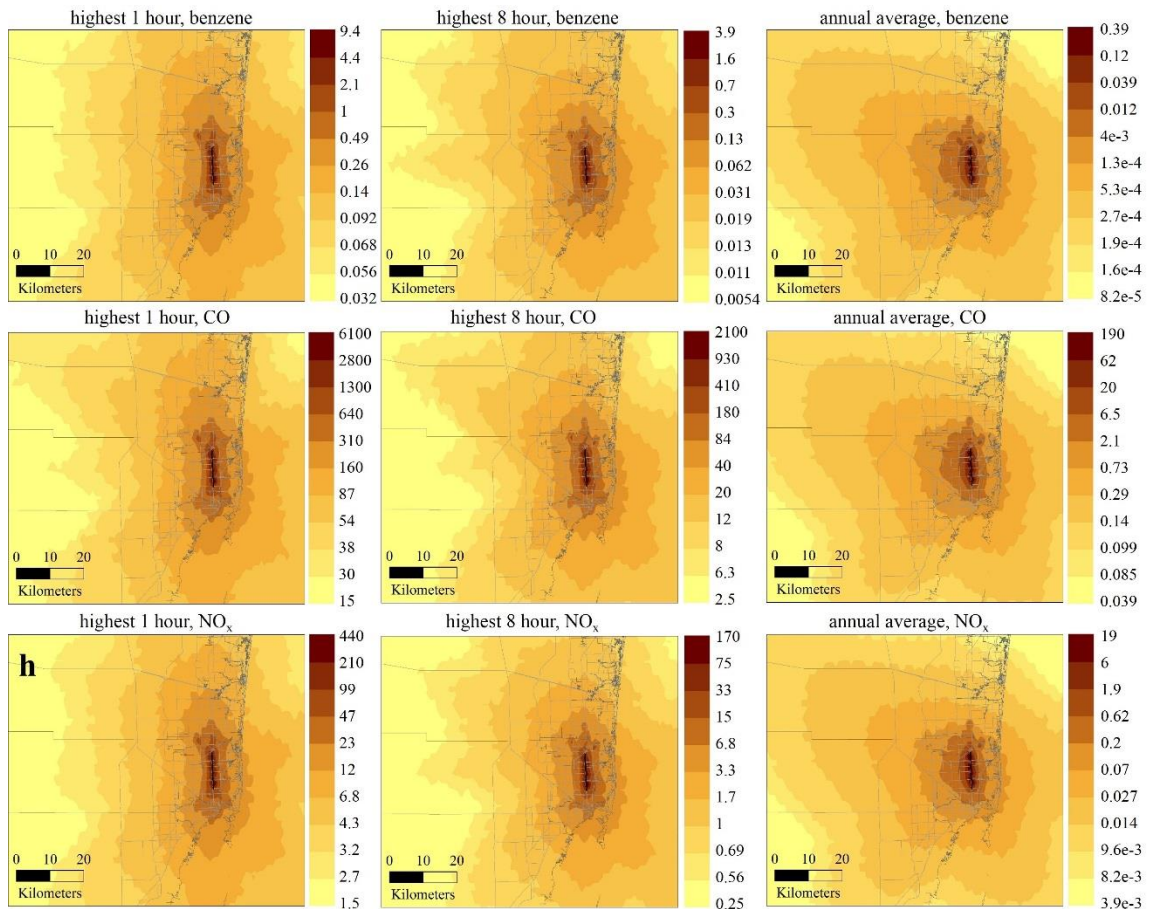 highest 1 hour, benzene
9.4
4.4
2.1
1
0.49
0.26
0.14
0.092
0.068
0.056
0.032
0 10 20
Kilometers
highest 8 hour, benzene
3.9
1.6
0.7
0.3
0.13
0.062
0.031
0.019
0.013
0.011
0.0054
0 10 20
Kilometers
annual average, benzene
0.39
0.12
0.039
0.012
4e-3
1.3e-4
5.3e-4
2.7e-4
1.9e-4
1.6e-4
8.2e-5
0 10 20
Kilometers
highest 1 hour, CO
6100
2800
1300
640
310
160
87
54
38
30
15
0 10 20
Kilometers
highest 8 hour, CO
2100
930
410
180
84
40
20
12
8
6.3
2.5
0 10 20
Kilometers
annual average, CO
190
62
20
6.5
2.1
0.73
0.29
0.14
0.099
0.085
0.039
0 10 20
Kilometers
highest 1 hour, NOₓ
h
440
210
99
47
23
12
6.8
4.3
3.2
2.7
1.5
0 10 20
Kilometers
highest 8 hour, NOₓ
170
75
33
15
6.8
3.3
1.7
1
0.69
0.56
0.25
0 10 20
Kilometers
annual average, NOₓ
19
6
1.9
0.62
0.2
0.07
0.027
0.014
9.6e-3
8.2e-3
3.9e-3
0 10 20
Kilometers